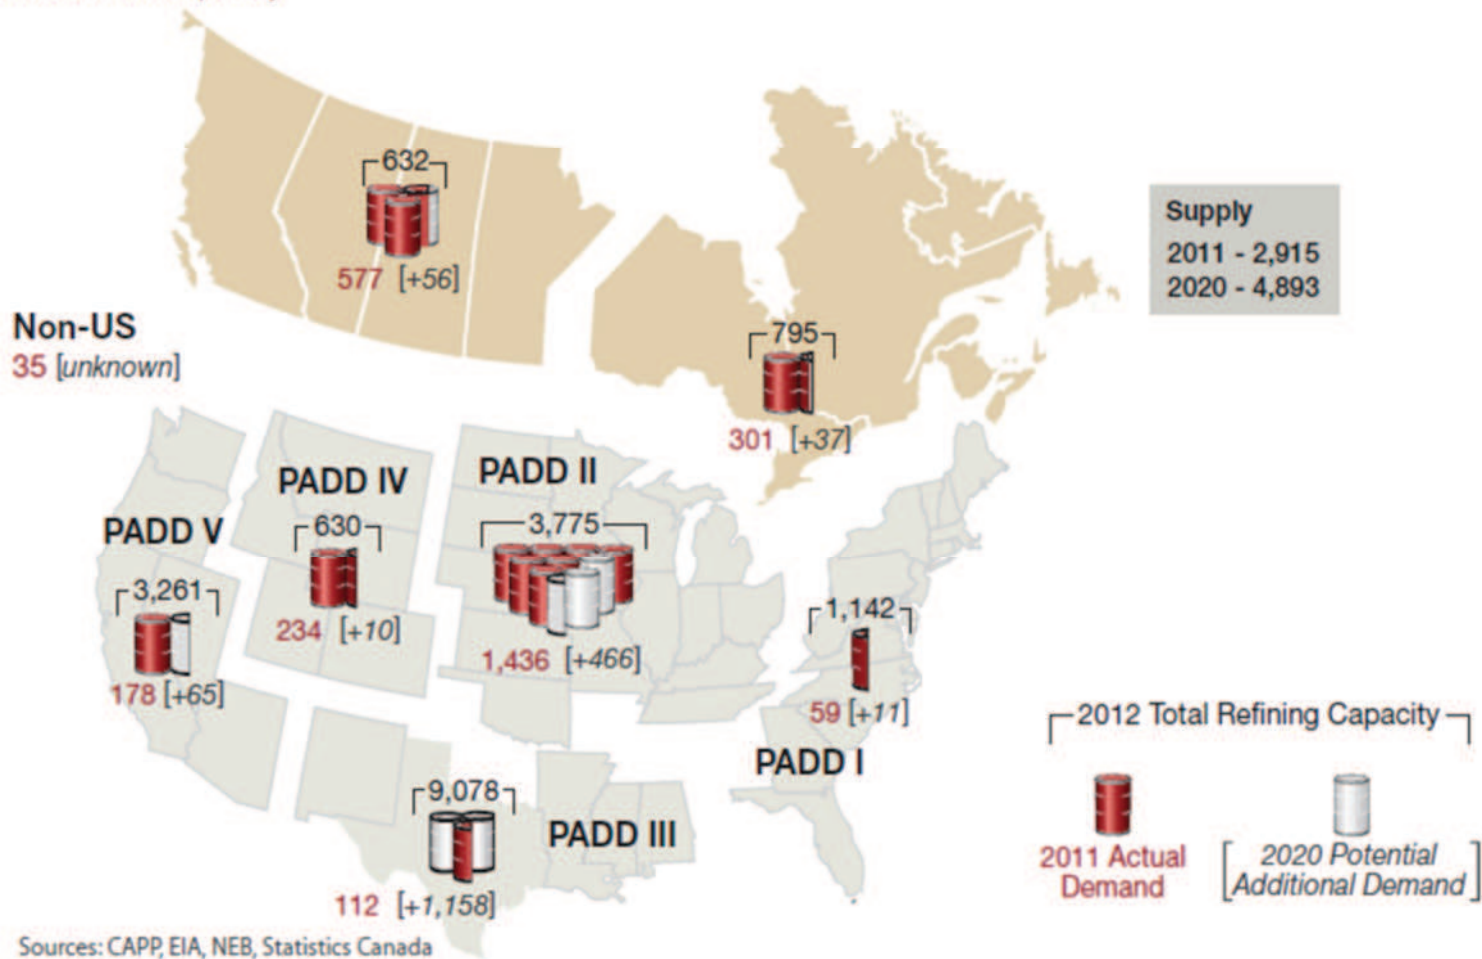 632
577 [+56]
Supply
2011 - 2,915
2020 - 4,893
Non-US
35 [unknown]
795
301 [+37]
PADD V
3,261
178 [+65]
PADD IV
630
234 [+10]
PADD II
3,775
1,436 [+466]
1,142
59 [+11]
PADD I
9,078
PADD III
112 [+1,158]
2012 Total Refining Capacity
2011 Actual
Demand
[2020 Potential
Additional Demand]
Sources: CAPP, EIA, NEB, Statistics Canada